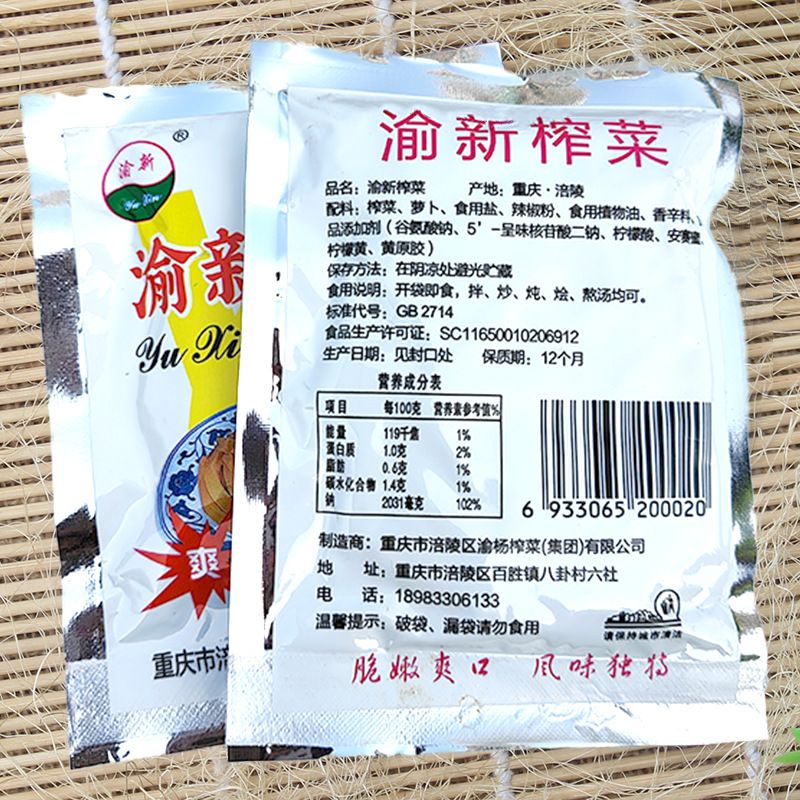 渝新
Yu Xin
®
渝新
Yu Xi
爽
重庆市涪
渝新榨菜
品名：渝新榨菜 产地：重庆·涪陵
配料：榨菜、萝卜、食用盐、辣椒粉、食用植物油、香辛料、
品添加剂（谷氨酸钠、5'-呈味核苷酸二钠、柠檬酸、安赛蜜、
柠檬黄、黄原胶）
保存方法：在阴凉处避光贮藏
食用说明：开袋即食，拌、炒、炖、烩、熬汤均可。
标准代号：GB 2714
食品生产许可证：SC11650010206912
生产日期：见封口处 保质期：12个月
营养成分表
项目 每100克 营养素参考值%
能量 119千焦 1%
蛋白质 1.0克 2%
脂肪 0.6克 1%
碳水化合物 1.4克 1%
钠 2031毫克 102%
6 933065 200020
制造商：重庆市涪陵区渝杨榨菜(集团)有限公司
地 址：重庆市涪陵区百胜镇八卦村六社
电 话：18983306133
温馨提示：破袋、漏袋请勿食用
请保持城市清洁
脆嫩爽口 风味独特